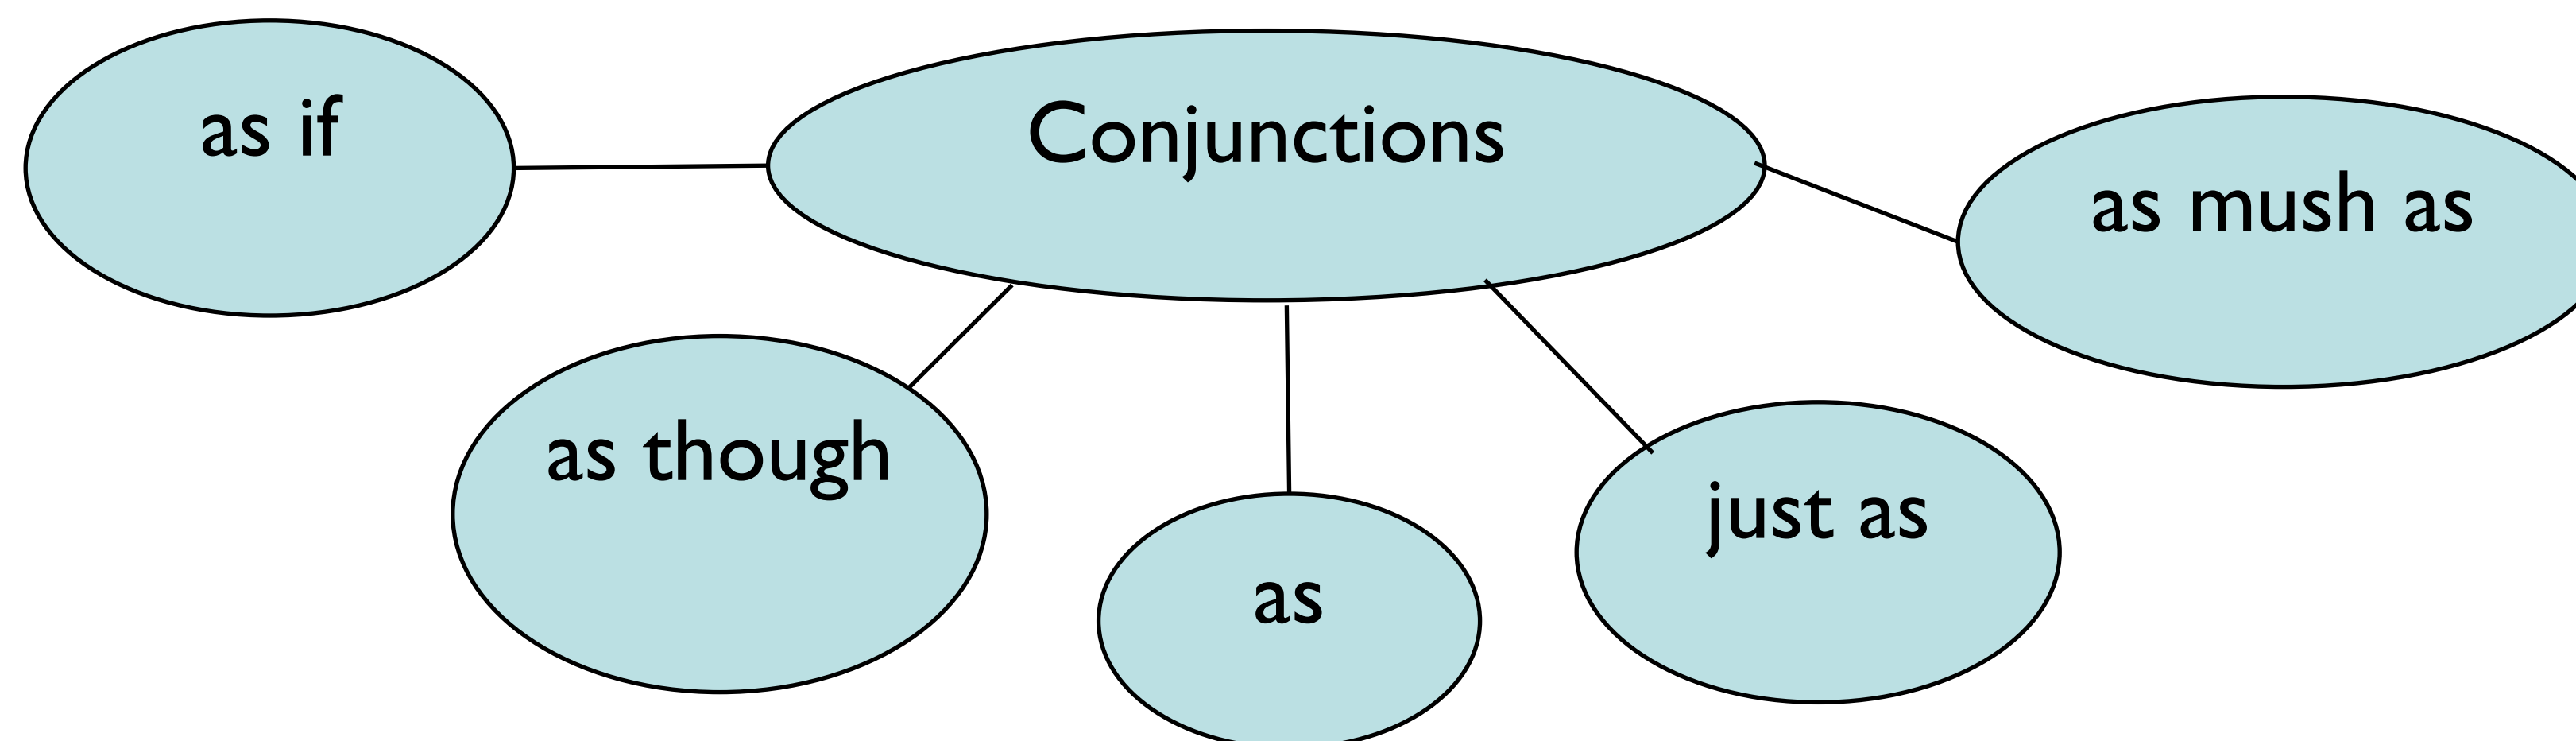 as if
Conjunctions
as mush as
as though
just as
as